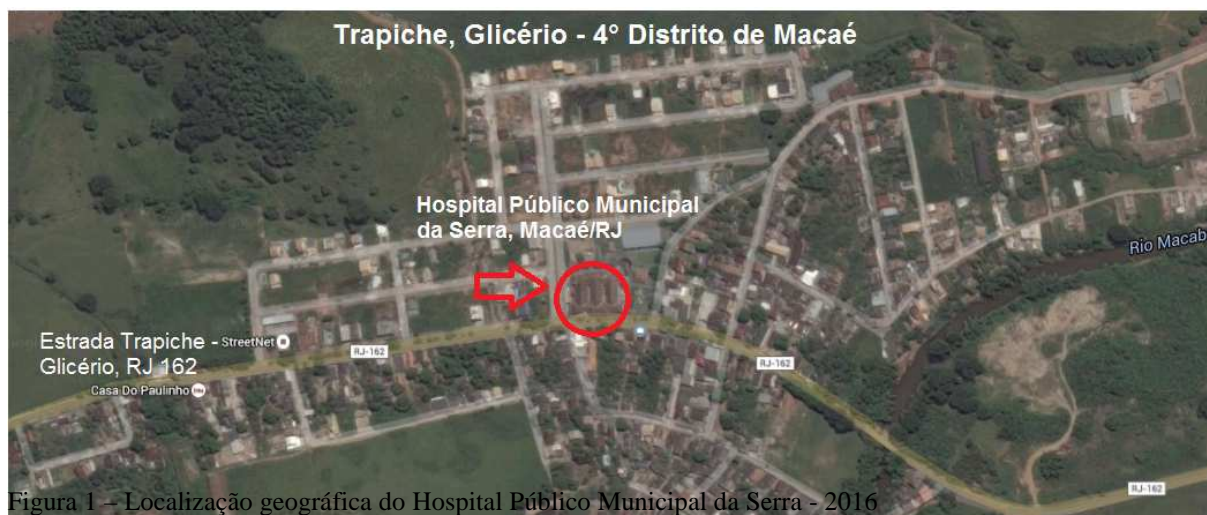 Trapiche, Glicério - 4° Distrito de Macaé
Hospital Público Municipal
da Serra, Macaé/RJ
Rio Macab
Estrada Trapiche -
Glicério, RJ 162
StreetNet
RJ-162
Casa Do Paulinho
RJ-162
RJ-162
Figura 1 – Localização geográfica do Hospital Público Municipal da Serra - 2016